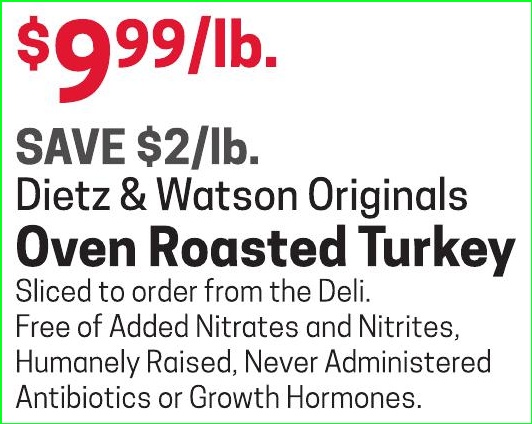 $9.99/lb.
SAVE $2/lb.
Dietz & Watson Originals
Oven Roasted Turkey
Sliced to order from the Deli.
Free of Added Nitrates and Nitrites,
Humanely Raised, Never Administered
Antibiotics or Growth Hormones.